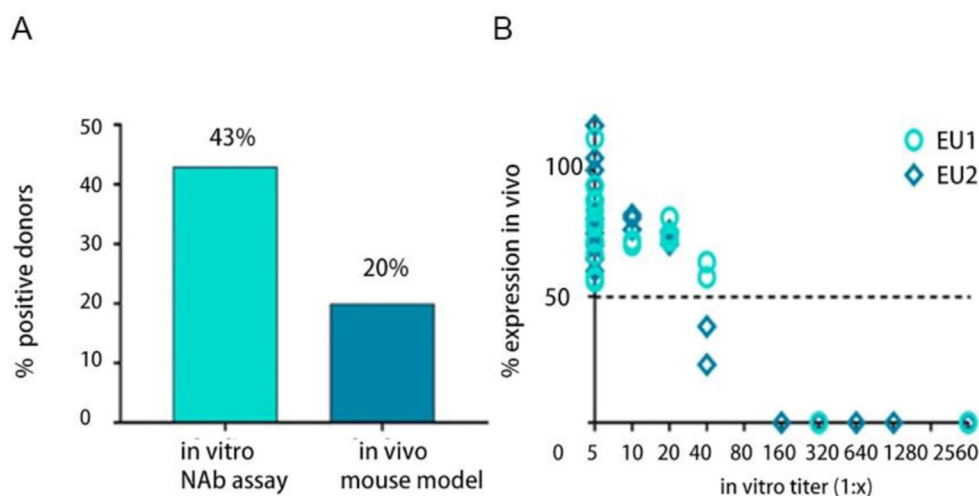 A
% positive donors
50
40
30
20
10
0
43%
20%
in vitro
NAb assay
in vivo
mouse model
B
% expression in vivo
100
50
EU1
EU2
0 5 10 20 40 80 160 320 640 1280 2560
in vitro titer (1:x)